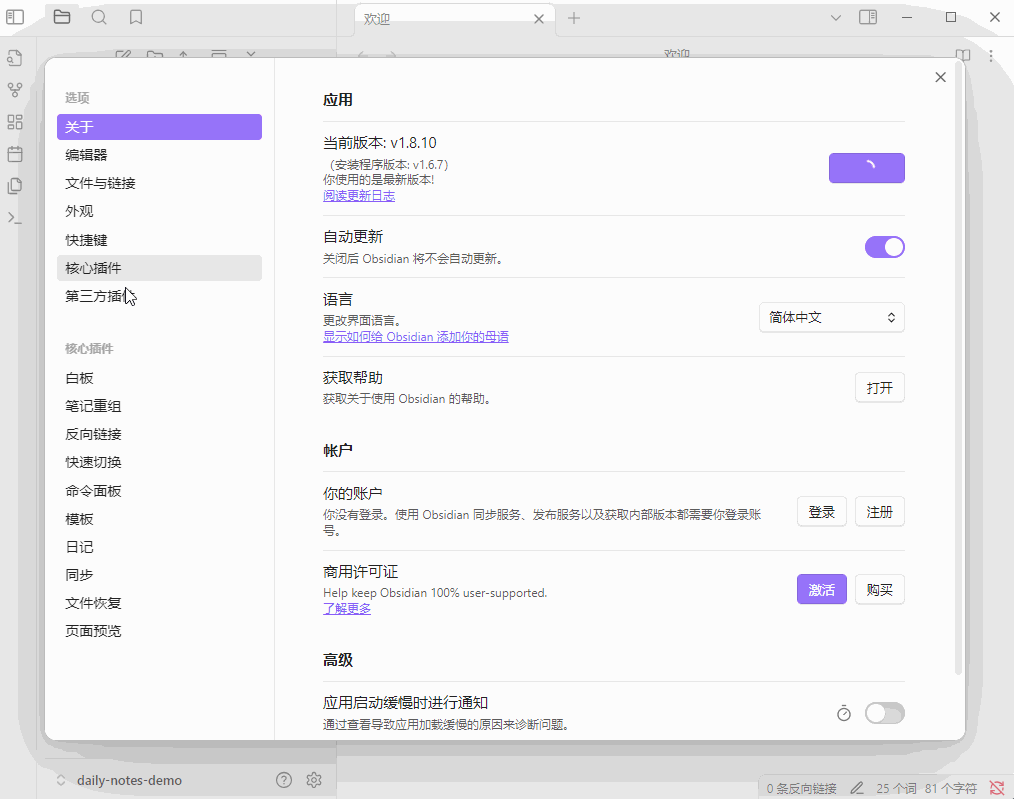 欢迎
欢迎
选项
关于
编辑器
文件与链接
外观
快捷键
核心插件
第三方插件
核心插件
白板
笔记重组
反向链接
快速切换
命令面板
模板
日记
同步
文件恢复
页面预览
应用
当前版本: v1.8.10
（安装程序版本: v1.6.7）
你使用的是最新版本!
阅读更新日志
自动更新
关闭后 Obsidian 将不会自动更新。
语言
更改界面语言。
显示如何给 Obsidian 添加你的母语
简体中文
获取帮助
获取关于使用 Obsidian 的帮助。
打开
帐户
你的账户
你没有登录。使用 Obsidian 同步服务、发布服务以及获取内部版本都需要你登录账
号。
登录 注册
商用许可证
Help keep Obsidian 100% user-supported.
了解更多
激活 购买
高级
应用启动缓慢时进行通知
通过查看导致应用加载缓慢的原因来诊断问题。
daily-notes-demo
0 条反向链接 25 个词 81 个字符